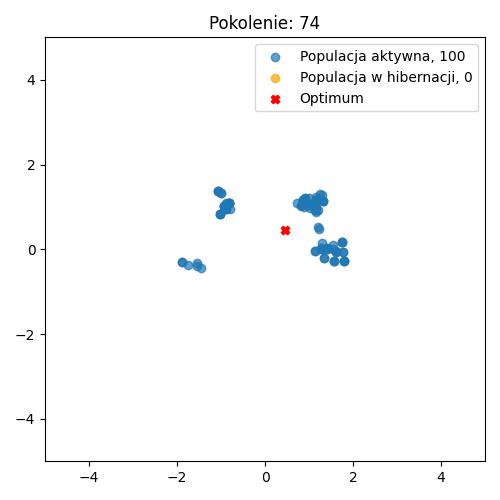 Pokolenie: 74
Populacja aktywna, 100
Populacja w hibernacji, 0
Optimum
4
2
0
−2
−4
−4 −2 0 2 4